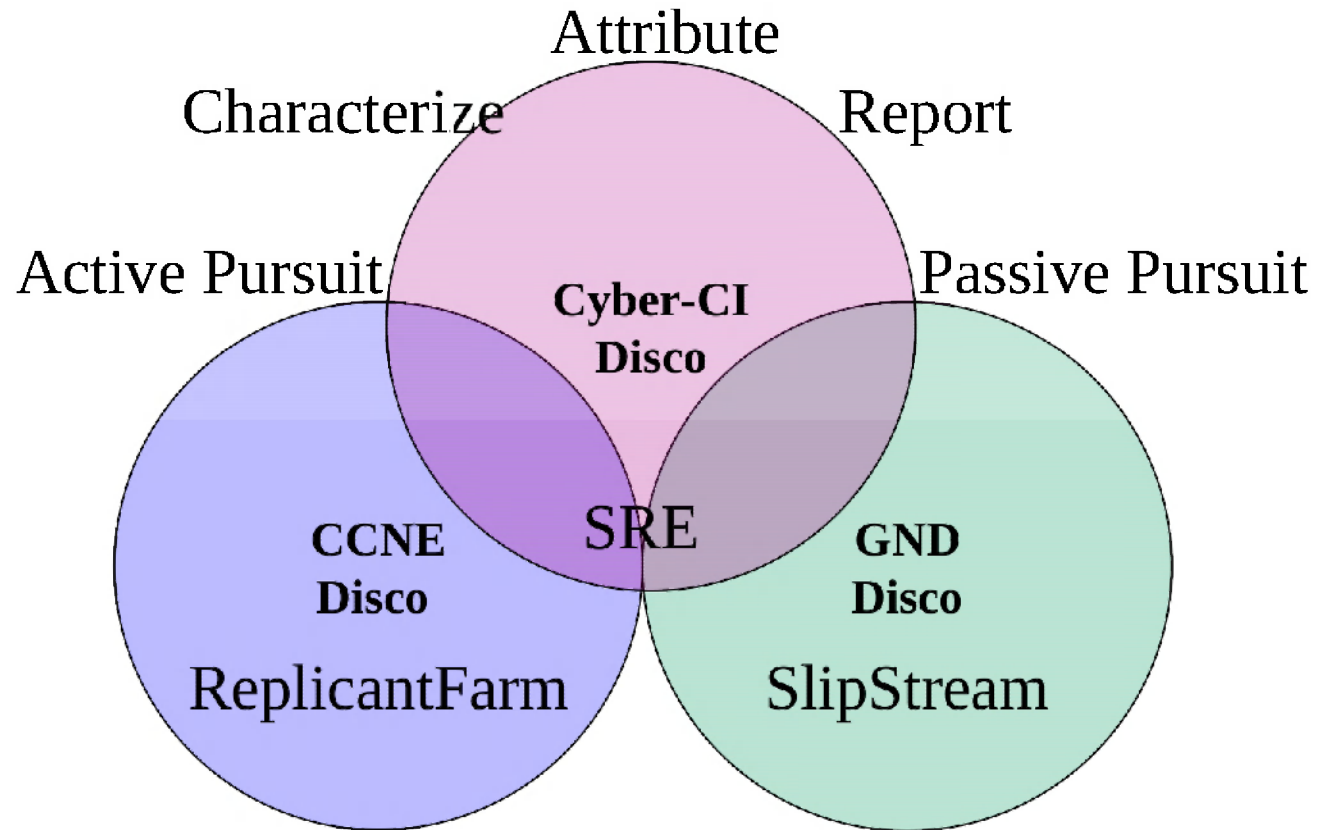 Attribute
Characterize
Report
Active Pursuit
Passive Pursuit
Cyber-CI
Disco
SRE
CCNE
Disco
GND
Disco
ReplicantFarm
SlipStream